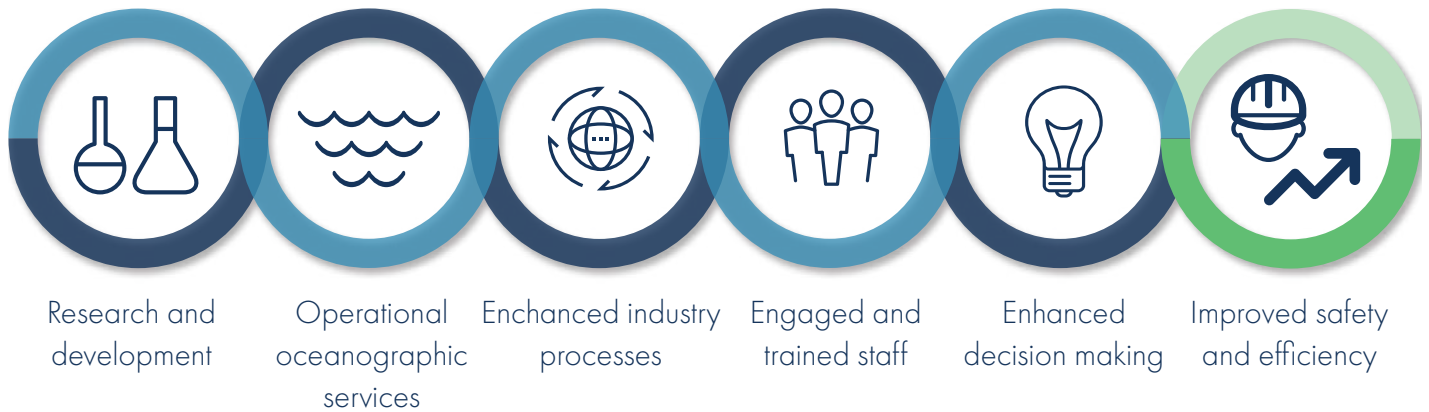 Research and
development
Operational
oceanographic
services
Enchanced industry
processes
Engaged and
trained staff
Enhanced
decision making
Improved safety
and efficiency